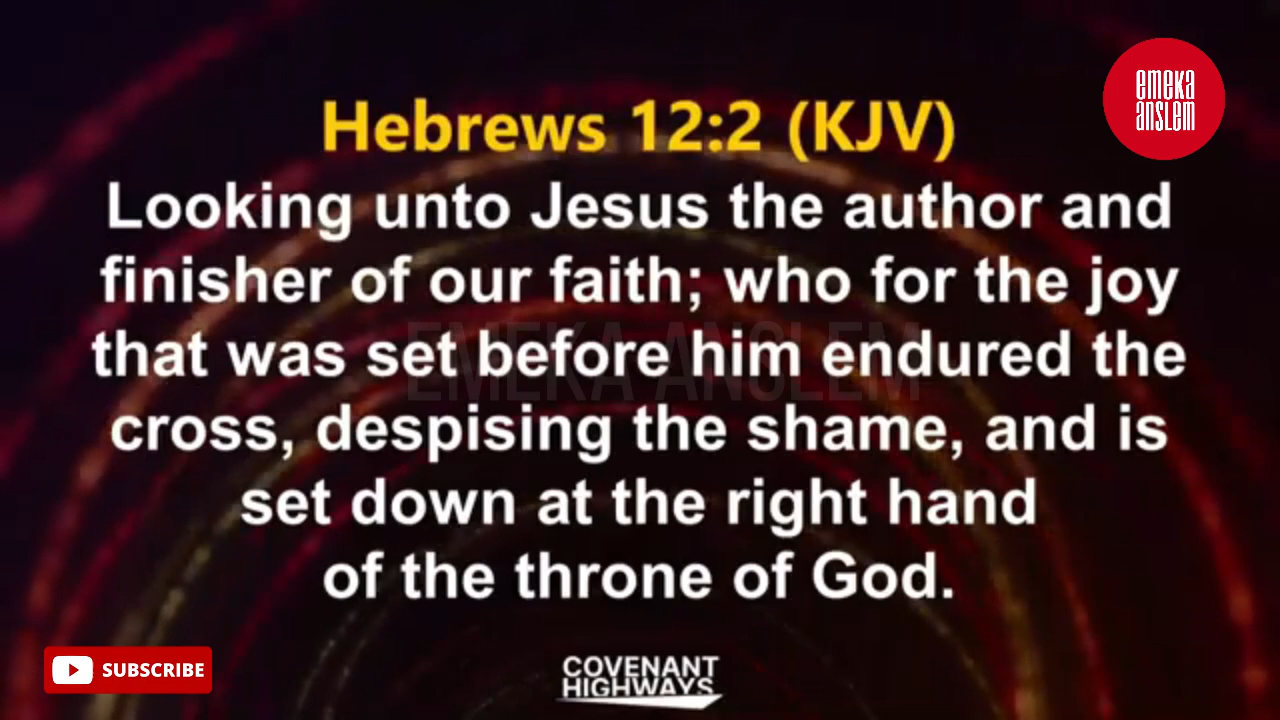 emeka
anslem
Hebrews 12:2 (KJV)
Looking unto Jesus the author and
finisher of our faith; who for the joy
that was set before him endured the
EMEKA ANSLEM
cross, despising the shame, and is
set down at the right hand
of the throne of God.
SUBSCRIBE
COVENANT
HIGHWAYS